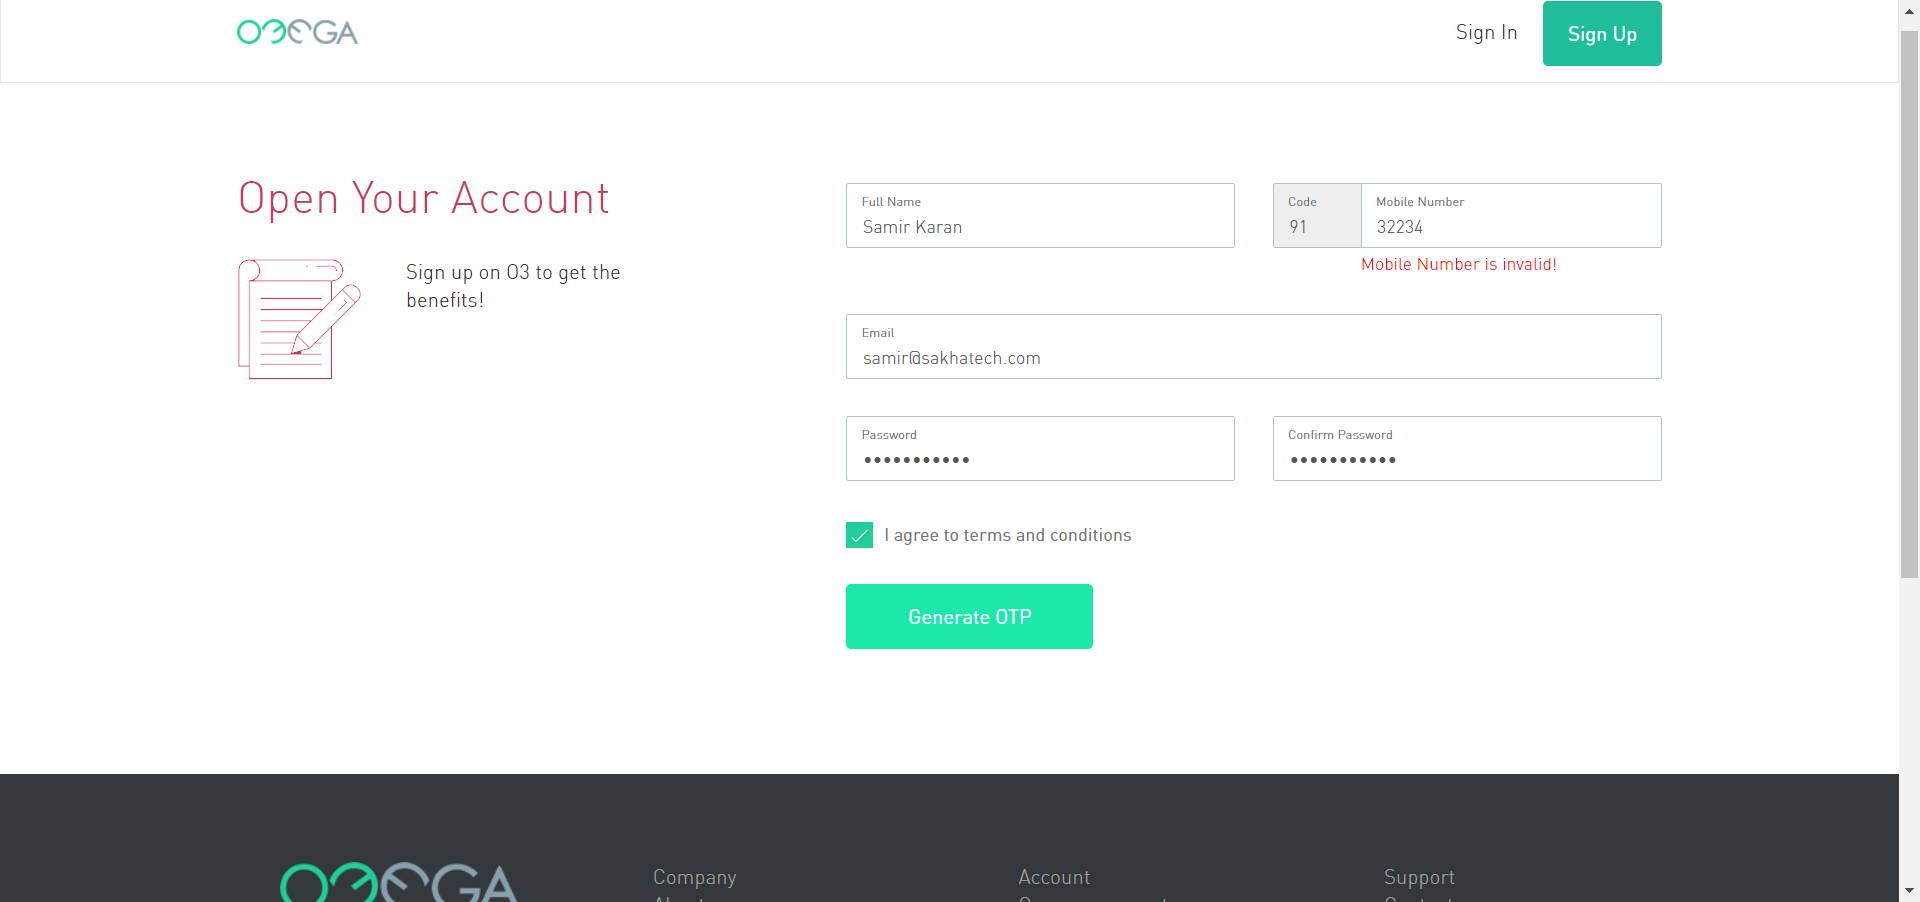 O3EGA
Sign In
Sign Up
Open Your Account
Sign up on O3 to get the
benefits!
Full Name
Samir Karan
Code
91
Mobile Number
32234
Mobile Number is invalid!
Email
samir@sakhatech.com
Password
•••••••••••
Confirm Password
•••••••••••
I agree to terms and conditions
Generate OTP
O3EGA
Company
Account
Support